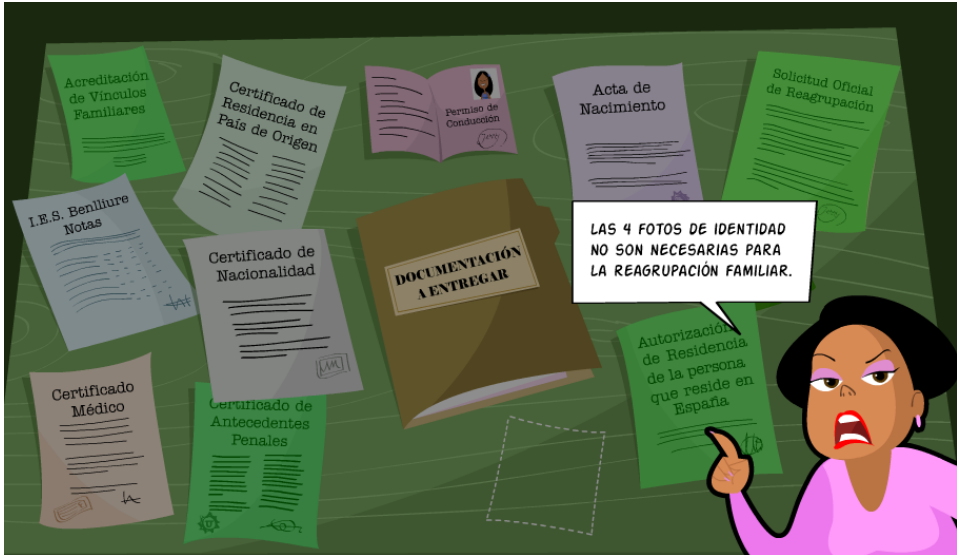 Acreditación
de Vínculos
Familiares
Certificado de
Residencia en
País de Origen
Permiso de
Conducción
Acta de
Nacimiento
Solicitud Oficial
de Reagrupación
I.E.S. Benlliure
Notas
Certificado de
Nacionalidad
DOCUMENTACIÓN
A ENTREGAR
LAS 4 FOTOS DE IDENTIDAD
NO SON NECESARIAS PARA
LA REAGRUPACIÓN FAMILIAR.
Autorización
de Residencia
de la persona
que reside en
España
Certificado
Médico
Certificado de
Antecedentes
Penales